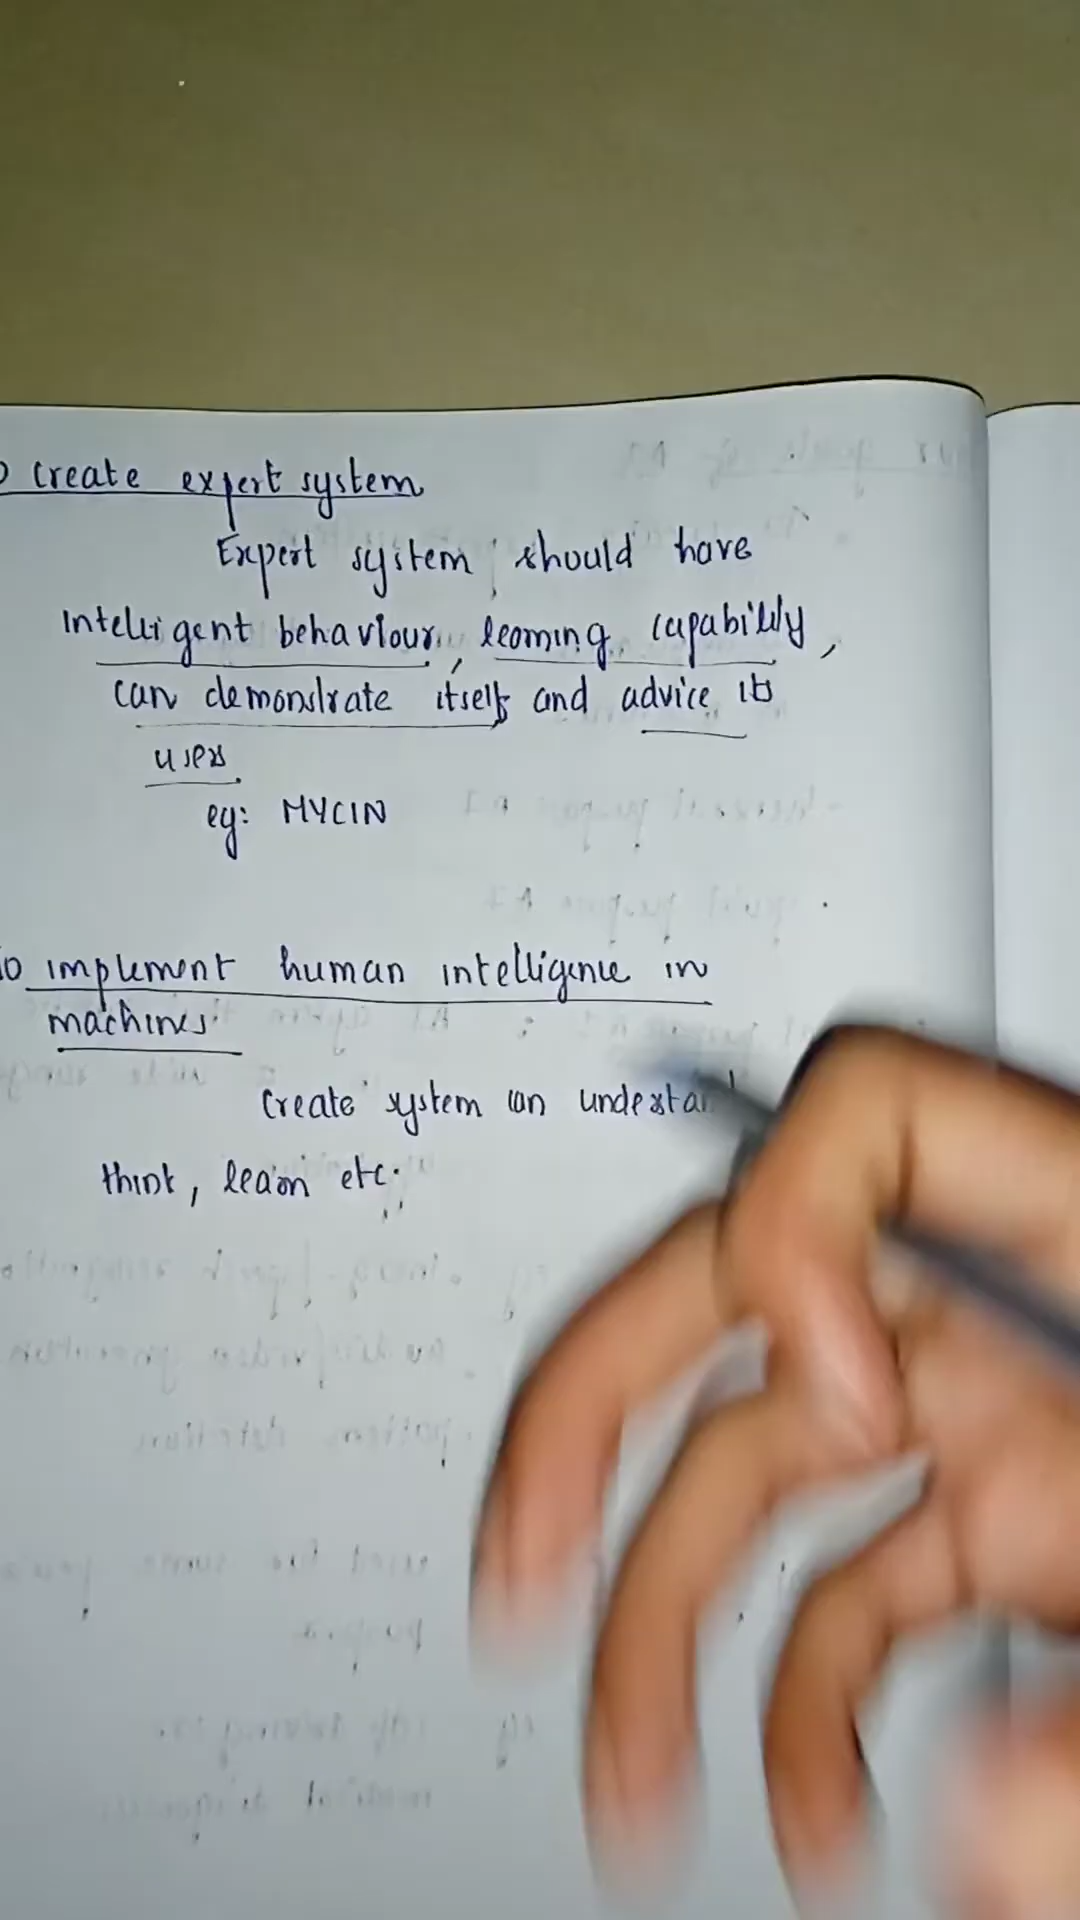 create expert system
Expert system should have
intelligent behaviour, learning capability,
can demonstrate itself and advice its
users
eg: MYCIN
To implement human intelligence in
machines
Create system can understand
think, learn etc.